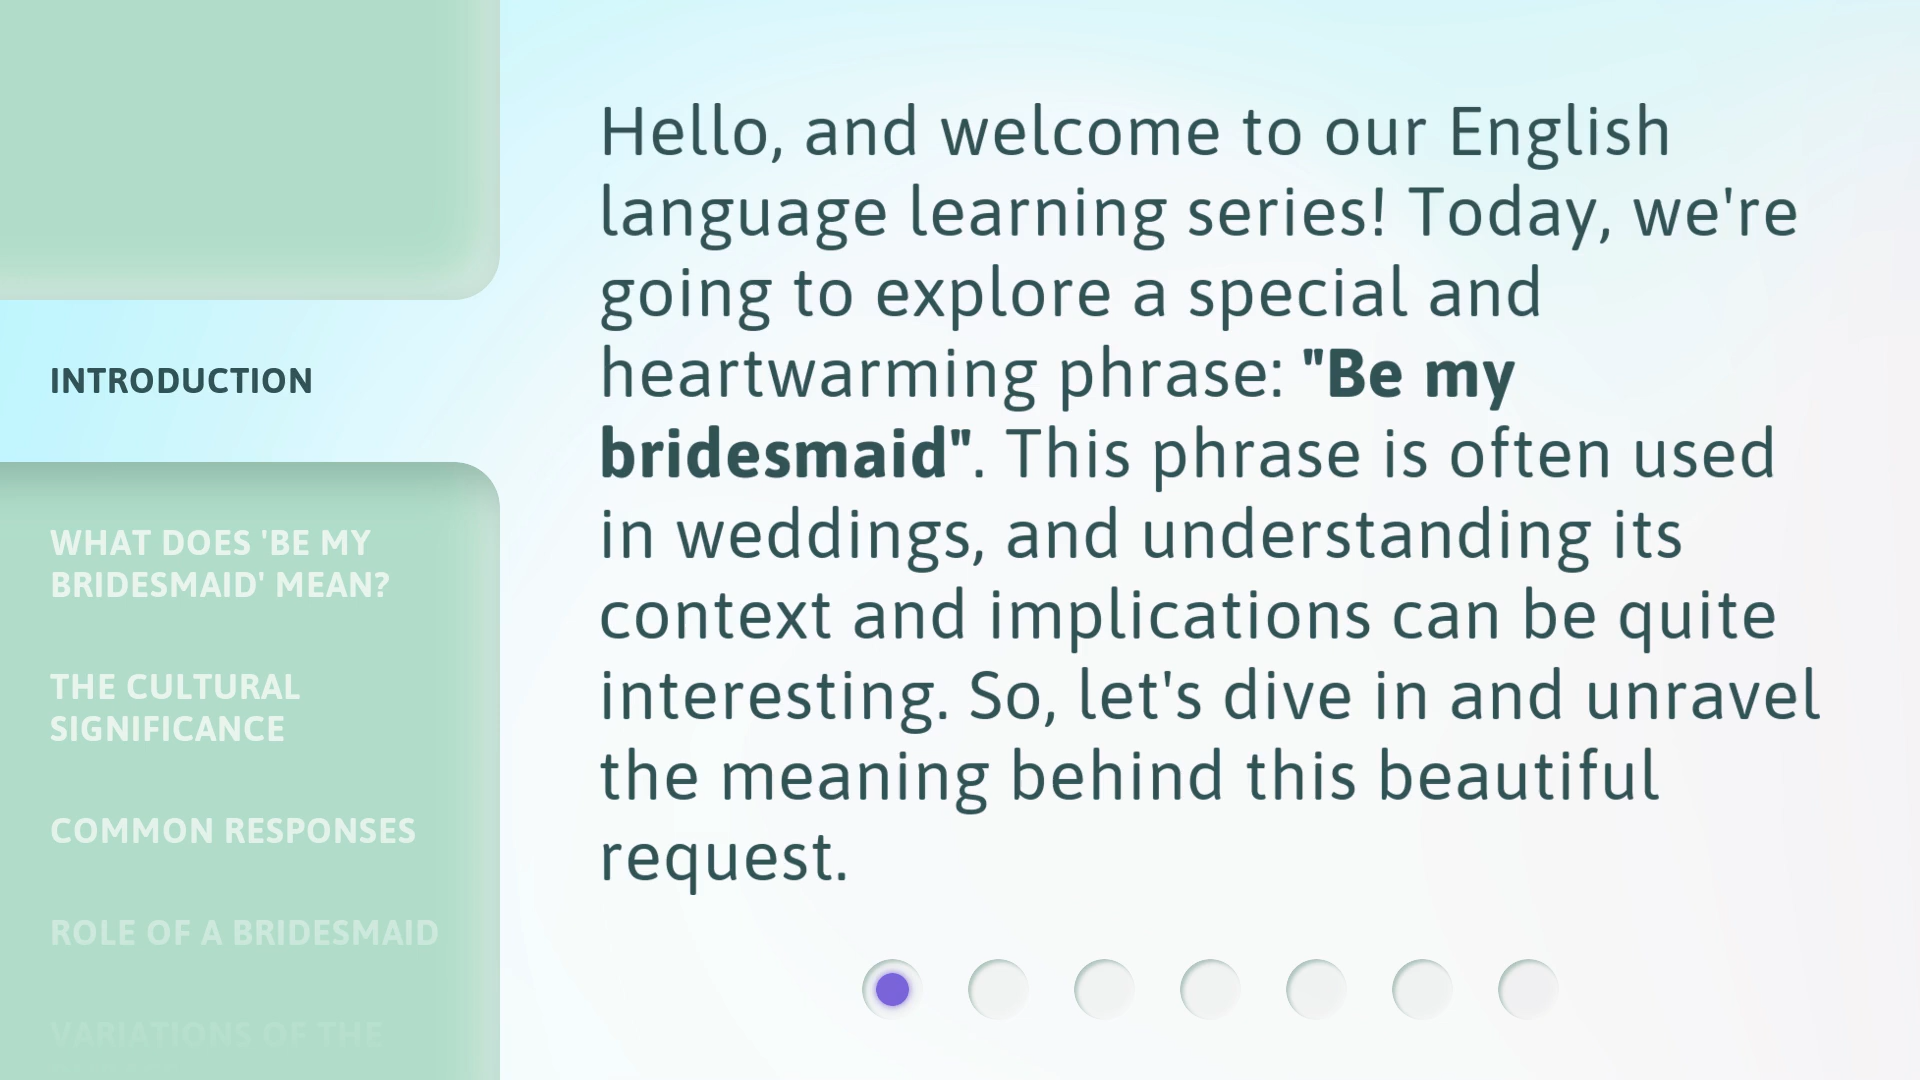 INTRODUCTION
WHAT DOES 'BE MY
BRIDESMAID' MEAN?
THE CULTURAL
SIGNIFICANCE
COMMON RESPONSES
ROLE OF A BRIDESMAID
VARIATIONS OF THE
Hello, and welcome to our English
language learning series! Today, we're
going to explore a special and
heartwarming phrase: "Be my
bridesmaid". This phrase is often used
in weddings, and understanding its
context and implications can be quite
interesting. So, let's dive in and unravel
the meaning behind this beautiful
request.